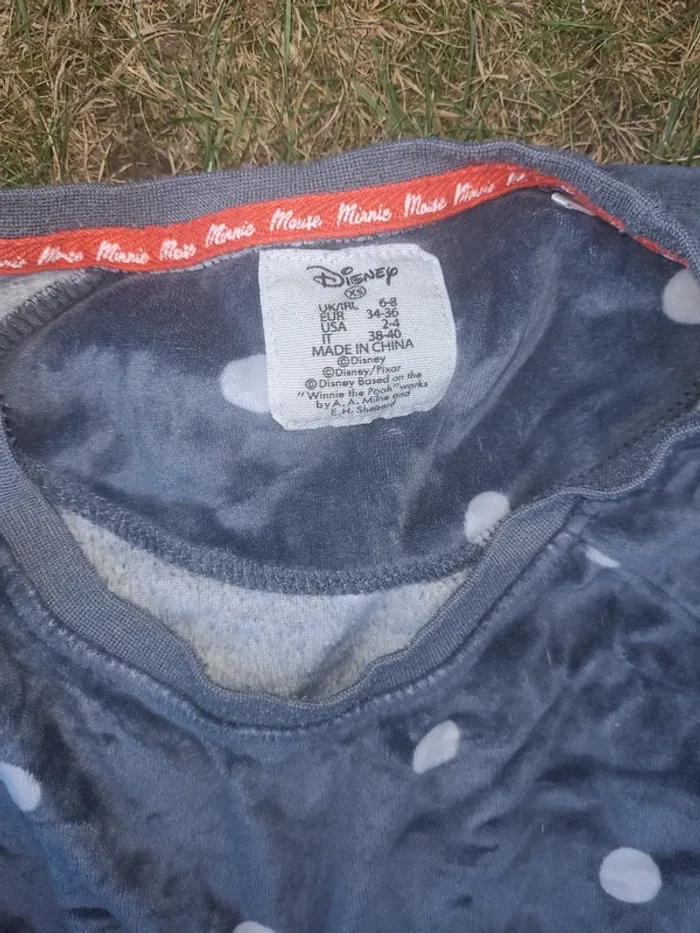 Minnie Mouse Minnie Mouse Minnie Mouse Minnie
Disney
XS
UK/IRL 6-8
EUR 34-36
USA 2-4
IT 38-40
MADE IN CHINA
©Disney
©Disney/Pixar
©Disney Based on the
"Winnie the Pooh" works
by A. A. Milne and
E.H. Shepard